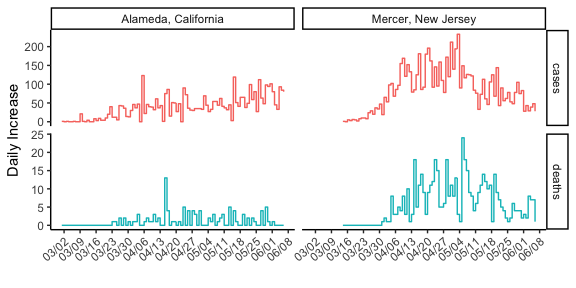 Alameda, California
Mercer, New Jersey
Daily Increase
200
150
100
50
0
cases
25
20
15
10
5
0
deaths
03/02 03/09 03/16 03/23 03/30 04/06 04/13 04/20 04/27 05/04 05/11 05/18 05/25 06/01 06/08
03/02 03/09 03/16 03/23 03/30 04/06 04/13 04/20 04/27 05/04 05/11 05/18 05/25 06/01 06/08